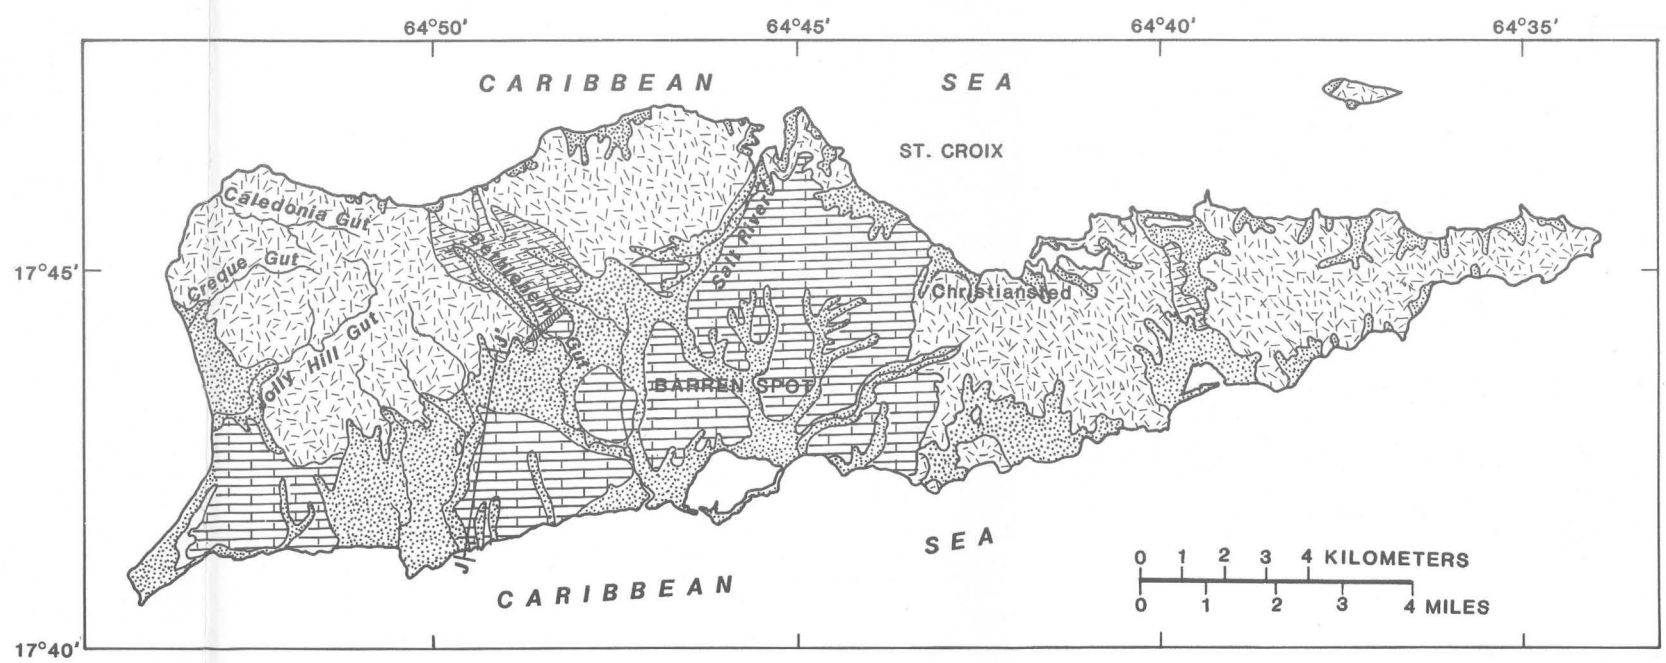 64°50' 64°45' 64°40' 64°35'
CARIBBEAN SEA
ST. CROIX
Caledonia Gut
17°45'
Creque Gut
Salt River
Christiansted
Jolly Hill Gut
J'
Gut
BARREN SPOT
J
SEA
CARIBBEAN
0 1 2 3 4 KILOMETERS
0 1 2 3 4 MILES
17°40'